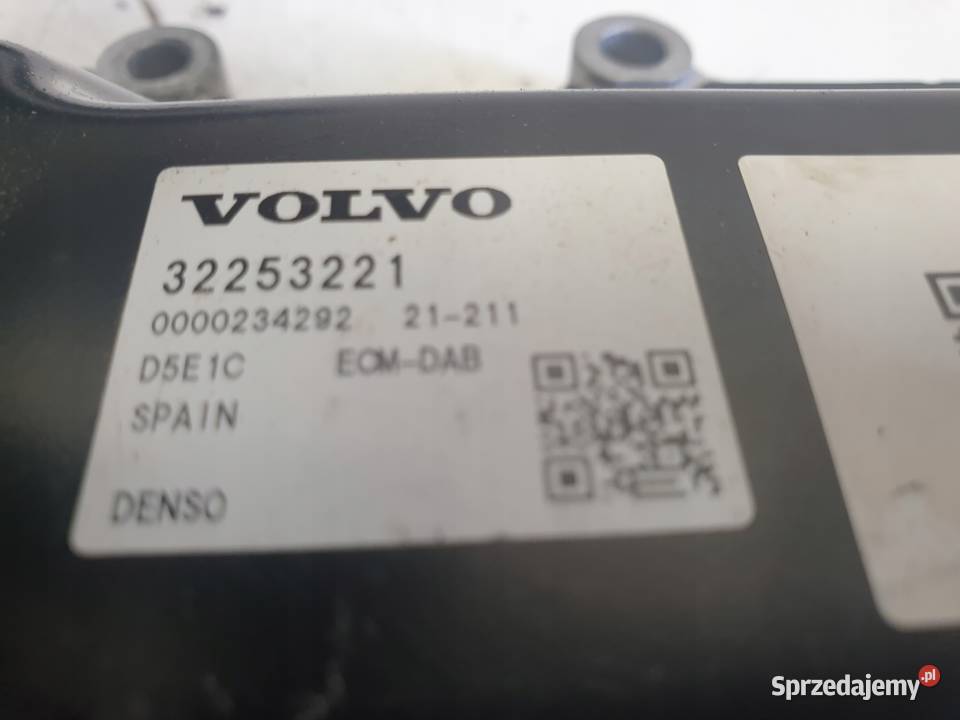 VOLVO
32253221
0000234292 21-211
D5E1C ECM-DAB
SPAIN
DENSO
Sprzedajemy.pl